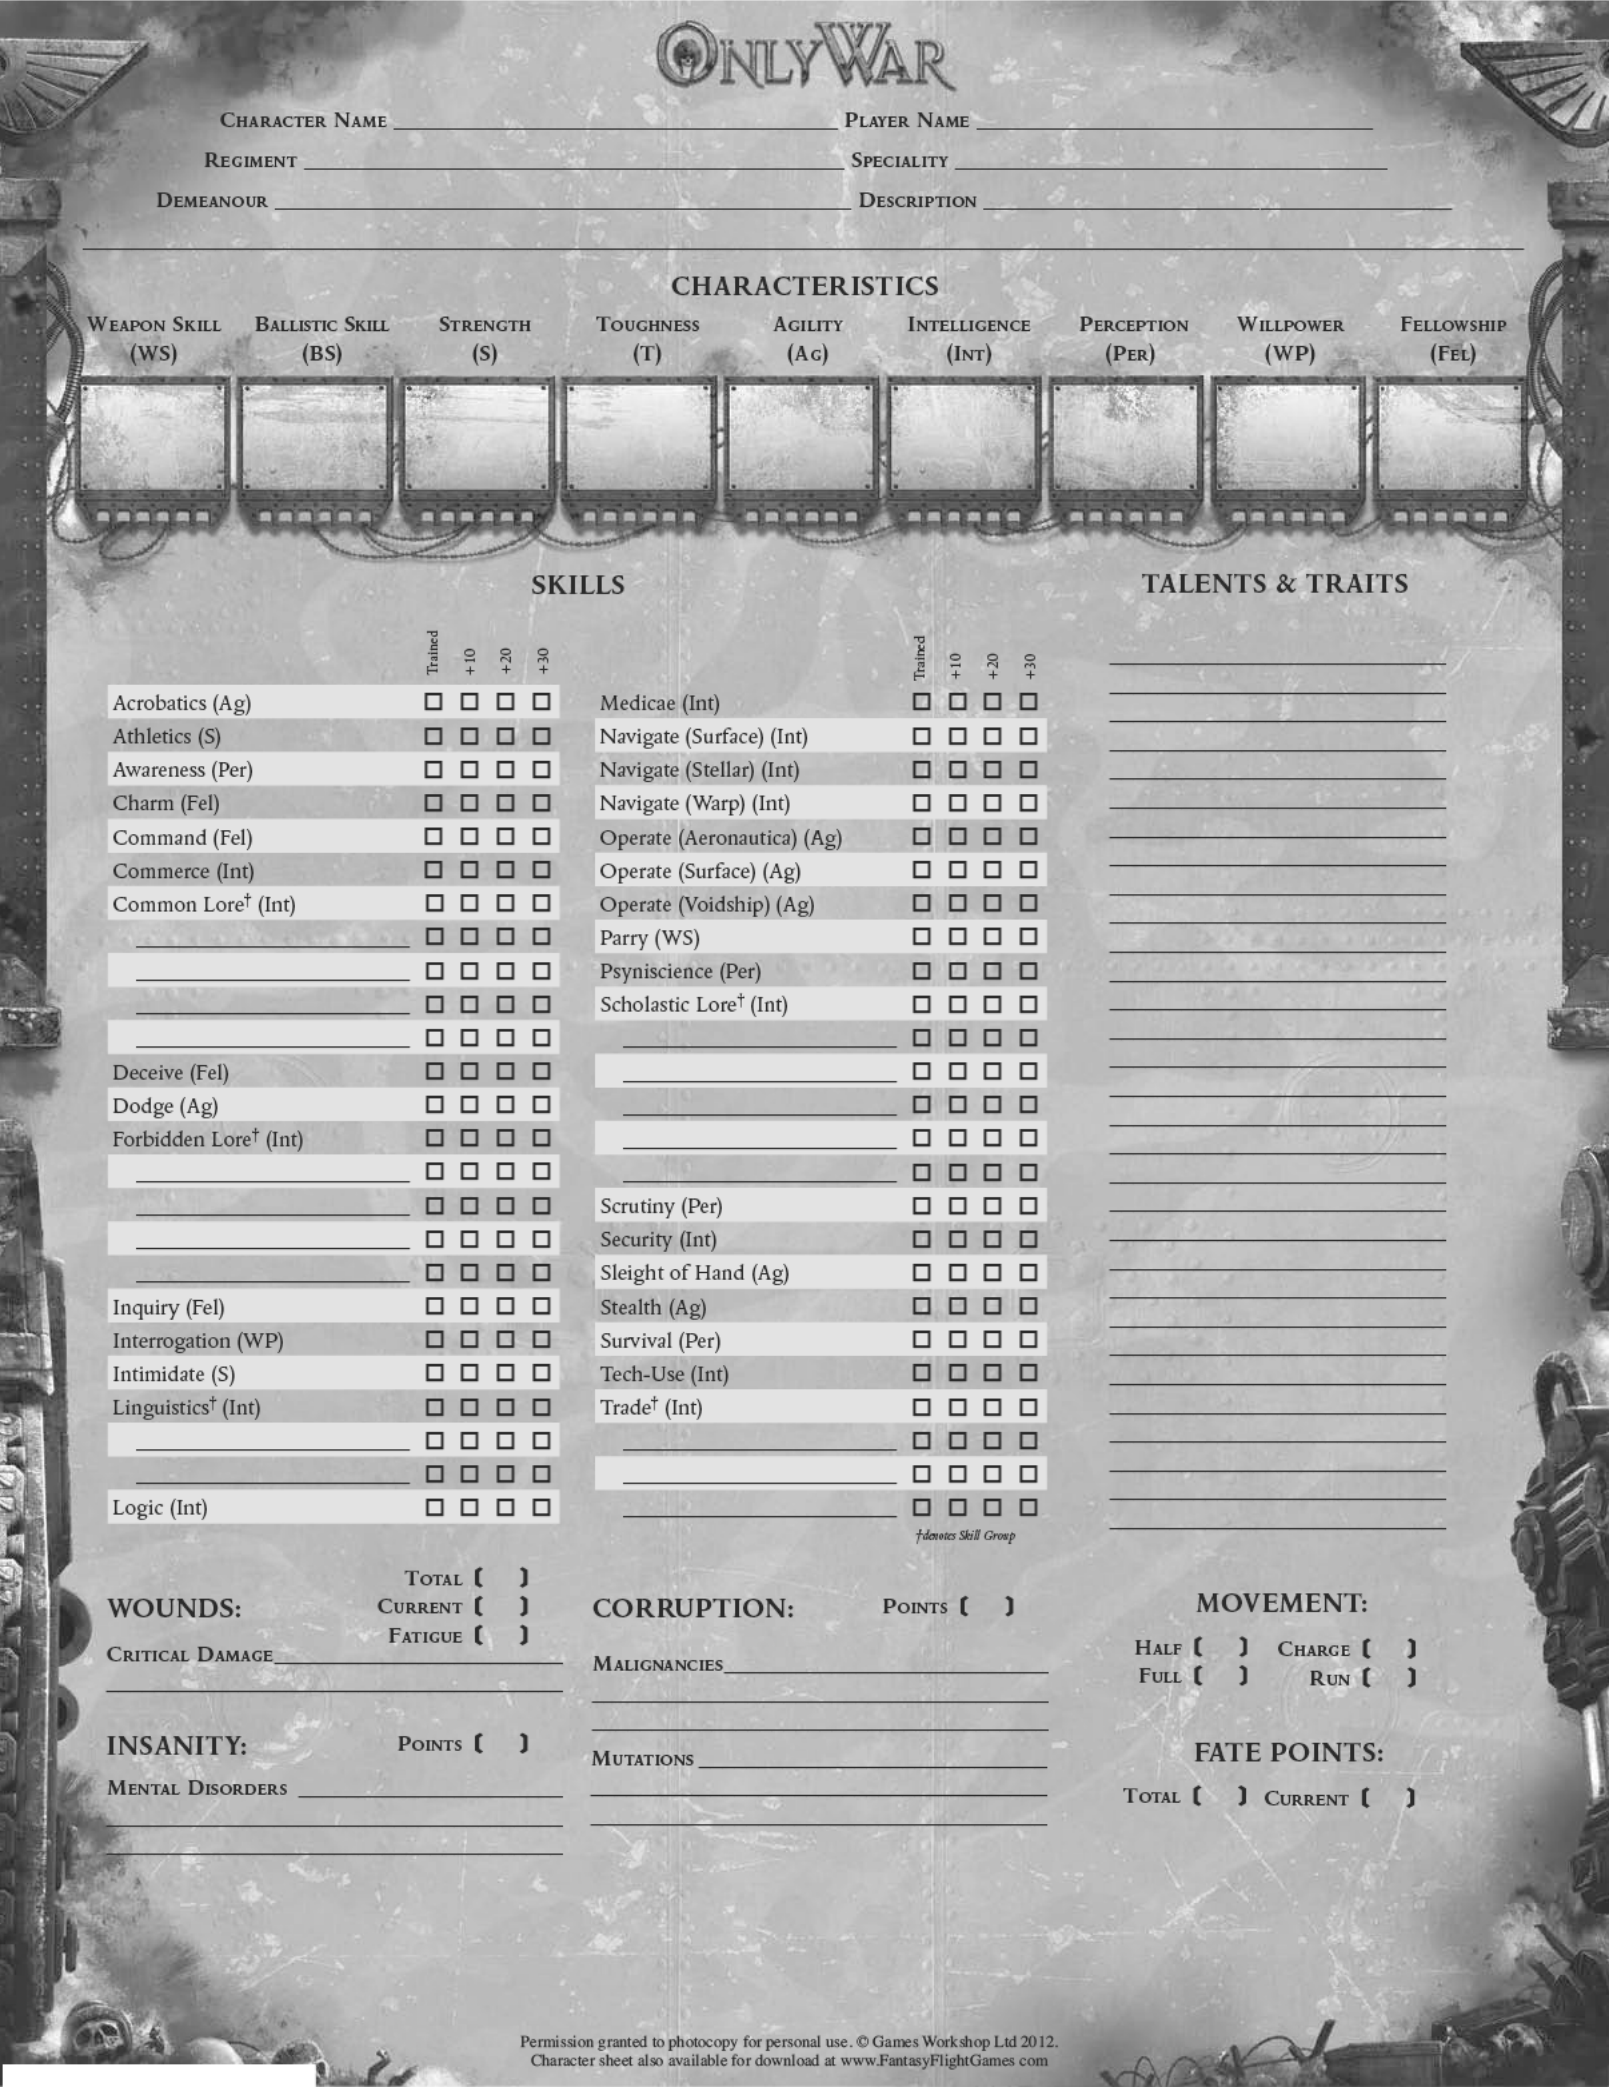 ONLY WAR
CHARACTER NAME
PLAYER NAME
REGIMENT
SPECIALITY
DEMEANOUR
DESCRIPTION
CHARACTERISTICS
WEAPON SKILL (WS)
BALLISTIC SKILL (BS)
STRENGTH (S)
TOUGHNESS (T)
AGILITY (AG)
INTELLIGENCE (INT)
PERCEPTION (PER)
WILLPOWER (WP)
FELLOWSHIP (FEL)
SKILLS
Trained +10 +20 +30
Acrobatics (Ag)
Athletics (S)
Awareness (Per)
Charm (Fel)
Command (Fel)
Commerce (Int)
Common Lore† (Int)
Deceive (Fel)
Dodge (Ag)
Forbidden Lore† (Int)
Inquiry (Fel)
Interrogation (WP)
Intimidate (S)
Linguistics† (Int)
Logic (Int)
Trained +10 +20 +30
Medicae (Int)
Navigate (Surface) (Int)
Navigate (Stellar) (Int)
Navigate (Warp) (Int)
Operate (Aeronautica) (Ag)
Operate (Surface) (Ag)
Operate (Voidship) (Ag)
Parry (WS)
Psyniscience (Per)
Scholastic Lore† (Int)
Scrutiny (Per)
Security (Int)
Sleight of Hand (Ag)
Stealth (Ag)
Survival (Per)
Tech-Use (Int)
Trade† (Int)
†denotes Skill Group
TALENTS & TRAITS
WOUNDS:
TOTAL [ ]
CURRENT [ ]
FATIGUE [ ]
CRITICAL DAMAGE
INSANITY: POINTS [ ]
MENTAL DISORDERS
CORRUPTION: POINTS [ ]
MALIGNANCIES
MUTATIONS
MOVEMENT:
HALF [ ] CHARGE [ ]
FULL [ ] RUN [ ]
FATE POINTS:
TOTAL [ ] CURRENT [ ]
Permission granted to photocopy for personal use. © Games Workshop Ltd 2012.
Character sheet also available for download at www.FantasyFlightGames com